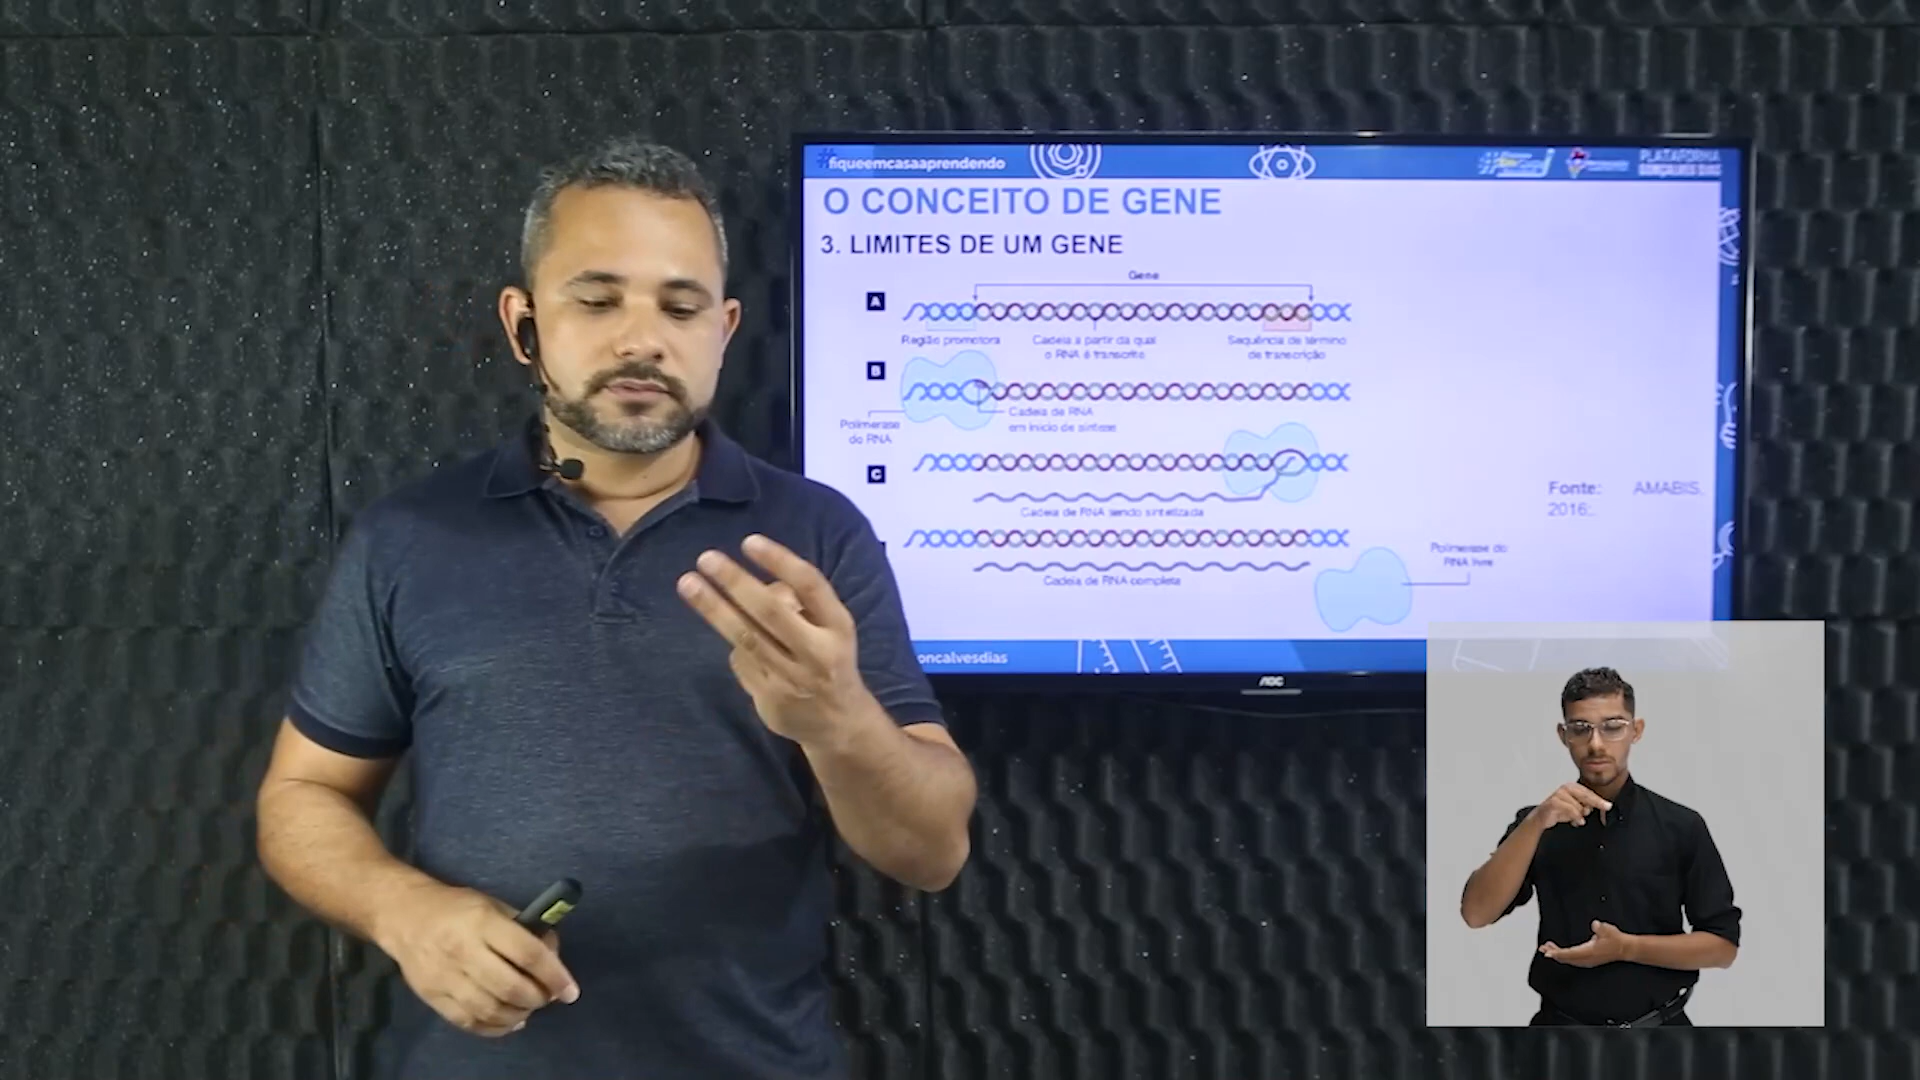 #fiqueemcasaaprendendo
PLATAFORMA
GONÇALVES DIAS
O CONCEITO DE GENE
3. LIMITES DE UM GENE
Gene
A
Região promotora
Cadeia a partir da qual
o RNA é transcrito
Sequência de término
de transcrição
B
Polimerase
do RNA
Cadeia de RNA
em início de síntese
C
Cadeia de RNA sendo sintetizada
Fonte: AMABIS.
2016:.
Cadeia de RNA completa
Polimerase do
RNA livre
oncalvesdias
AOC